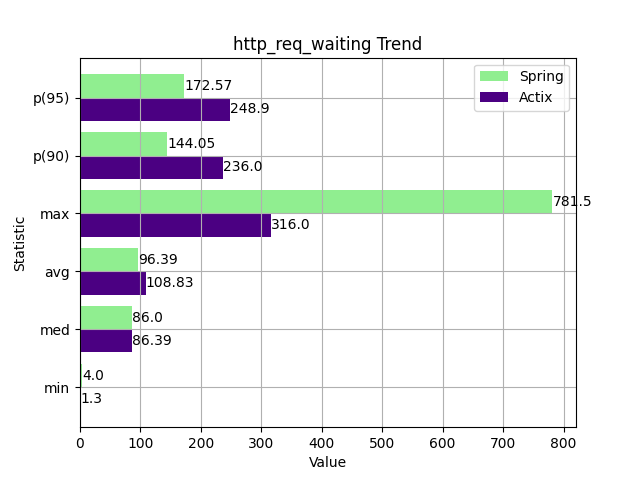 http_req_waiting Trend
Spring
Actix
p(95)
172.57
248.9
p(90)
144.05
236.0
max
781.5
316.0
avg
96.39
108.83
med
86.0
86.39
min
4.0
1.3
Statistic
0 100 200 300 400 500 600 700 800
Value